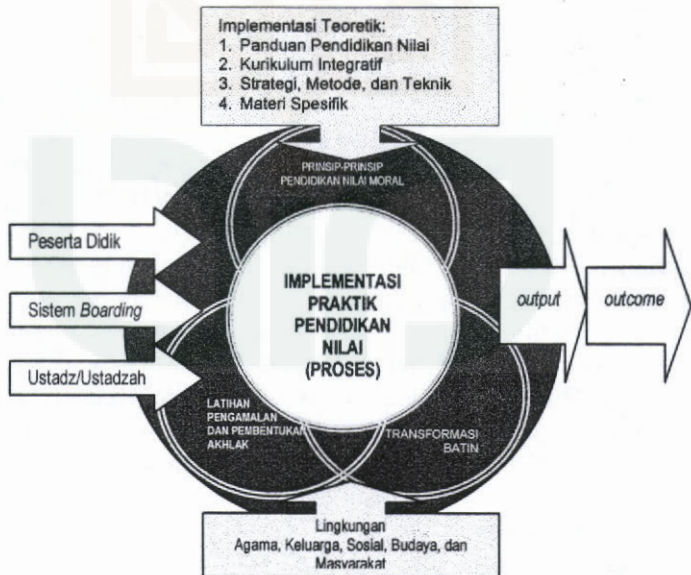 Implementasi Teoretik:
1. Panduan Pendidikan Nilai
2. Kurikulum Integratif
3. Strategi, Metode, dan Teknik
4. Materi Spesifik
PRINSIP-PRINSIP
PENDIDIKAN NILAI MORAL
Peserta Didik
Sistem Boarding
Ustadz/Ustadzah
IMPLEMENTASI
PRAKTIK
PENDIDIKAN
NILAI
(PROSES)
output
outcome
LATIHAN
PENGAMALAN
DAN PEMBENTUKAN
AKHLAK
TRANSFORMASI
BATIN
Lingkungan
Agama, Keluarga, Sosial, Budaya, dan
Masyarakat